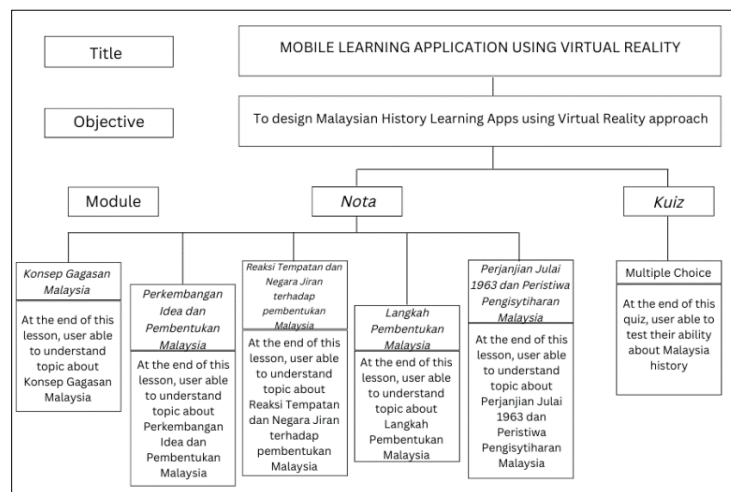 Title
MOBILE LEARNING APPLICATION USING VIRTUAL REALITY
Objective
To design Malaysian History Learning Apps using Virtual Reality approach
Module
Nota
Kuiz
Konsep Gagasan
Malaysia
At the end of this
lesson, user able
to understand
topic about
Konsep Gagasan
Malaysia
Perkembangan
Idea dan
Pembentukan
Malaysia
At the end of this
lesson, user able
to understand
topic about
Perkembangan
Idea dan
Pembentukan
Malaysia
Reaksi Tempatan dan
Negara Jiran
terhadap
pembentukan
Malaysia
At the end of this
lesson, user able
to understand
topic about
Reaksi Tempatan
dan Negara Jiran
terhadap
pembentukan
Malaysia
Langkah
Pembentukan
Malaysia
At the end of this
lesson, user able
to understand
topic about
Langkah
Pembentukan
Malaysia
Perjanjian Julai
1963 dan Peristiwa
Pengisytiharan
Malaysia
At the end of this
lesson, user able
to understand
topic about
Perjanjian Julai
1963 dan
Peristiwa
Pengisytiharan
Malaysia
Multiple Choice
At the end of this
quiz, user able to
test their ability
about Malaysia
history